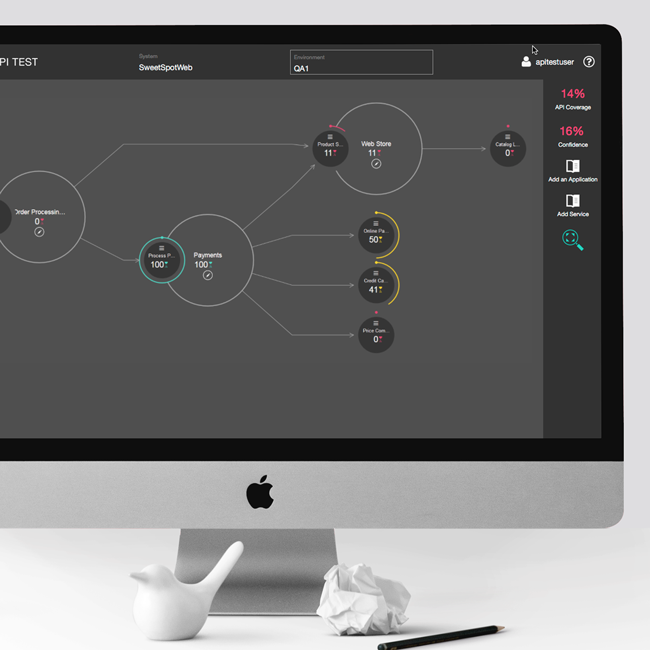 PI TEST
System
SweetSpotWeb
Environment
QA1
apitestuser
14%
API Coverage
16%
Confidence
Add an Application
Add Service
Product S...
11
Web Store
11
Catalog L...
0
Order Processin...
0
Process P...
100
Payments
100
Online Pa...
50
Credit Ca...
41
Price Com...
0